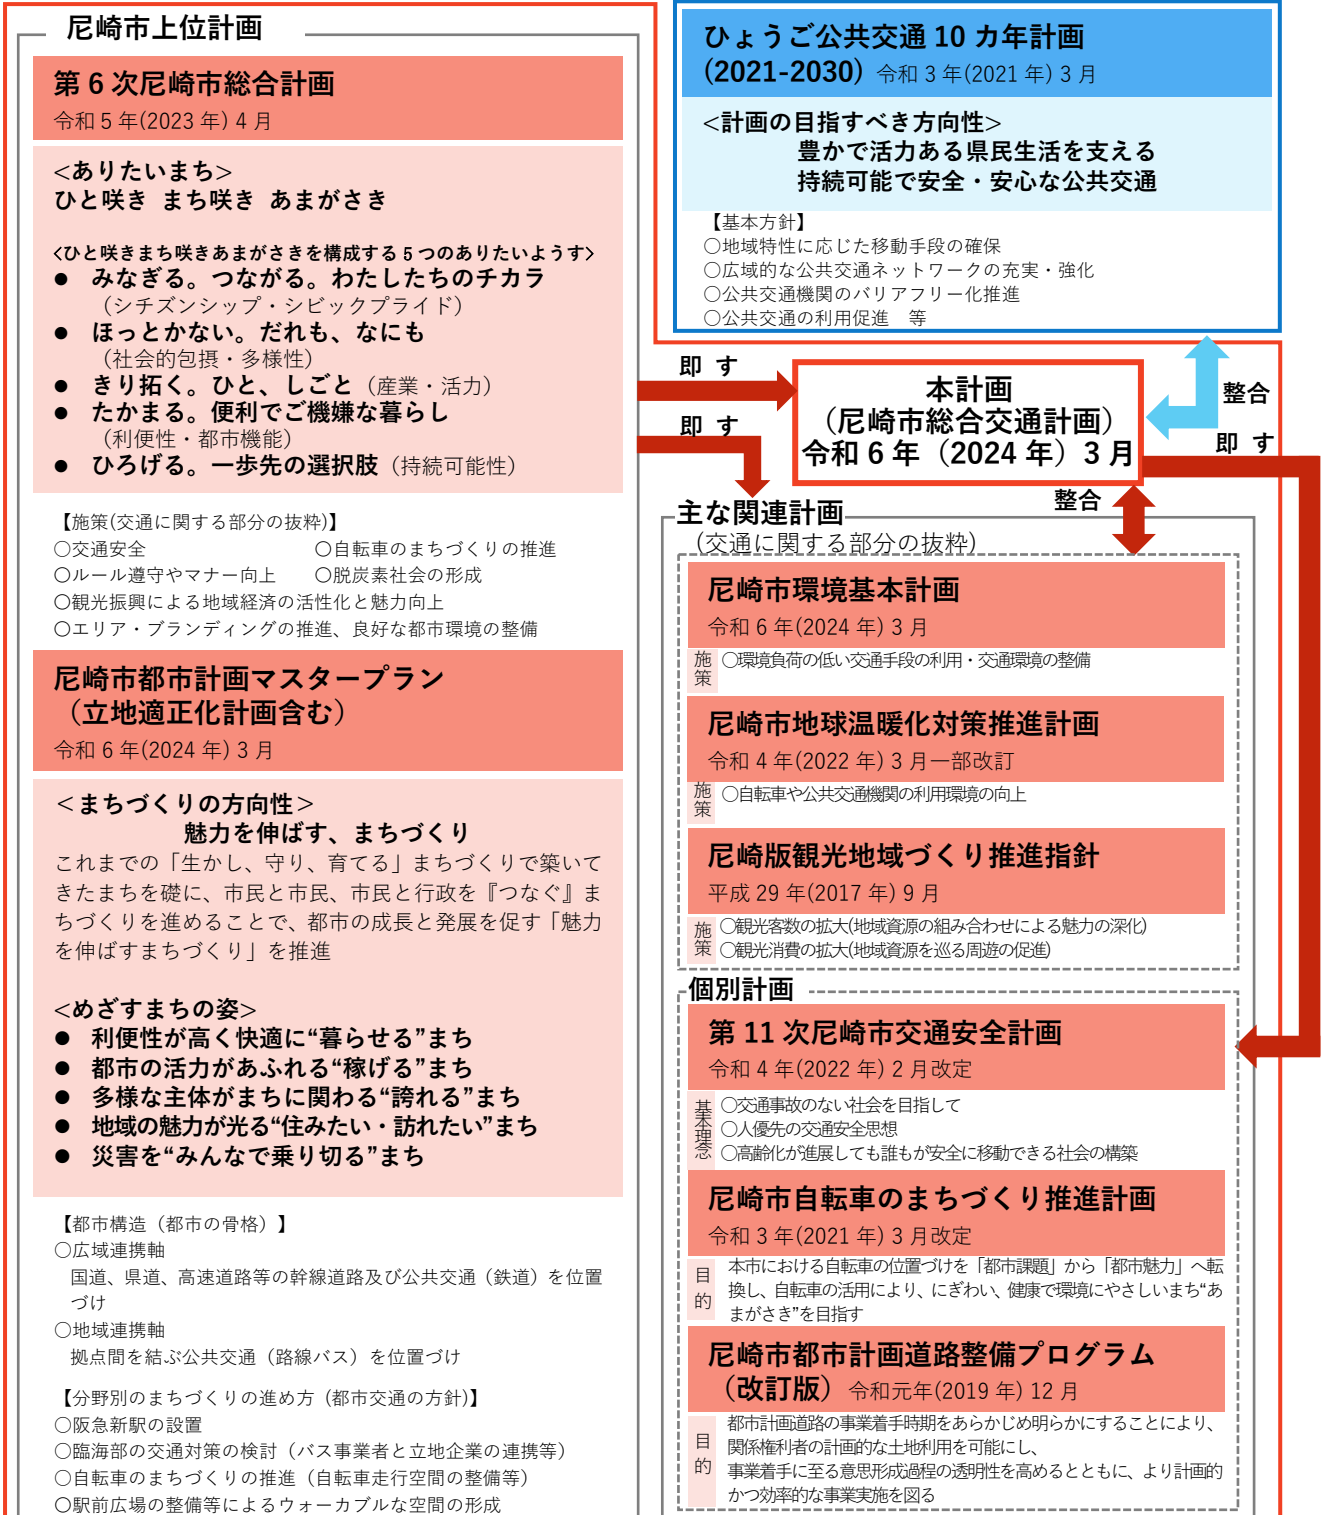 尼崎市上位計画
第6次尼崎市総合計画
令和5年(2023年)4月
<ありたいまち>
ひと咲き まち咲き あまがさき
<ひと咲きまち咲きあまがさきを構成する5つのありたいようす>
● みなぎる。つながる。わたしたちのチカラ
（シチズンシップ・シビックプライド）
● ほっとかない。だれも、なにも
（社会的包摂・多様性）
● きり拓く。ひと、しごと（産業・活力）
● たかまる。便利でご機嫌な暮らし
（利便性・都市機能）
● ひろげる。一歩先の選択肢（持続可能性）
【施策(交通に関する部分の抜粋)】
○交通安全 ○自転車のまちづくりの推進
○ルール遵守やマナー向上 ○脱炭素社会の形成
○観光振興による地域経済の活性化と魅力向上
○エリア・ブランディングの推進、良好な都市環境の整備
尼崎市都市計画マスタープラン
（立地適正化計画含む）
令和6年(2024年)3月
＜まちづくりの方向性＞
魅力を伸ばす、まちづくり
これまでの「生かし、守り、育てる」まちづくりで築いて
きたまちを礎に、市民と市民、市民と行政を『つなぐ』ま
ちづくりを進めることで、都市の成長と発展を促す「魅力
を伸ばすまちづくり」を推進
<めざすまちの姿>
● 利便性が高く快適に“暮らせる”まち
● 都市の活力があふれる“稼げる”まち
● 多様な主体がまちに関わる“誇れる”まち
● 地域の魅力が光る“住みたい・訪れたい”まち
● 災害を“みんなで乗り切る”まち
【都市構造（都市の骨格）】
○広域連携軸
国道、県道、高速道路等の幹線道路及び公共交通（鉄道）を位置
づけ
○地域連携軸
拠点間を結ぶ公共交通（路線バス）を位置づけ
【分野別のまちづくりの進め方（都市交通の方針)】
○阪急新駅の設置
○臨海部の交通対策の検討（バス事業者と立地企業の連携等）
○自転車のまちづくりの推進（自転車走行空間の整備等）
○駅前広場の整備等によるウォーカブルな空間の形成
ひょうご公共交通10カ年計画
(2021-2030) 令和3年(2021年)3月
<計画の目指すべき方向性>
豊かで活力ある県民生活を支える
持続可能で安全・安心な公共交通
【基本方針】
○地域特性に応じた移動手段の確保
○広域的な公共交通ネットワークの充実・強化
○公共交通機関のバリアフリー化推進
○公共交通の利用促進　等
即す
即す
本計画
（尼崎市総合交通計画）
令和6年（2024年）3月
整合
即す
整合
主な関連計画
（交通に関する部分の抜粋）
尼崎市環境基本計画
令和6年(2024年)3月
施策 ○環境負荷の低い交通手段の利用・交通環境の整備
尼崎市地球温暖化対策推進計画
令和4年(2022年)3月一部改訂
施策 ○自転車や公共交通機関の利用環境の向上
尼崎版観光地域づくり推進指針
平成29年(2017年)9月
施策 ○観光客数の拡大(地域資源の組み合わせによる魅力の深化)
○観光消費の拡大(地域資源を巡る周遊の促進)
個別計画
第11次尼崎市交通安全計画
令和4年(2022年)2月改定
基本理念 ○交通事故のない社会を目指して
○人優先の交通安全思想
○高齢化が進展しても誰もが安全に移動できる社会の構築
尼崎市自転車のまちづくり推進計画
令和3年(2021年)3月改定
目的 本市における自転車の位置づけを「都市課題」から「都市魅力」へ転
換し、自転車の活用により、にぎわい、健康で環境にやさしいまち“あ
まがさき”を目指す
尼崎市都市計画道路整備プログラム
（改訂版）令和元年(2019年)12月
目的 都市計画道路の事業着手時期をあらかじめ明らかにすることにより、
関係権利者の計画的な土地利用を可能にし、
事業着手に至る意思形成過程の透明性を高めるとともに、より計画的
かつ効率的な事業実施を図る